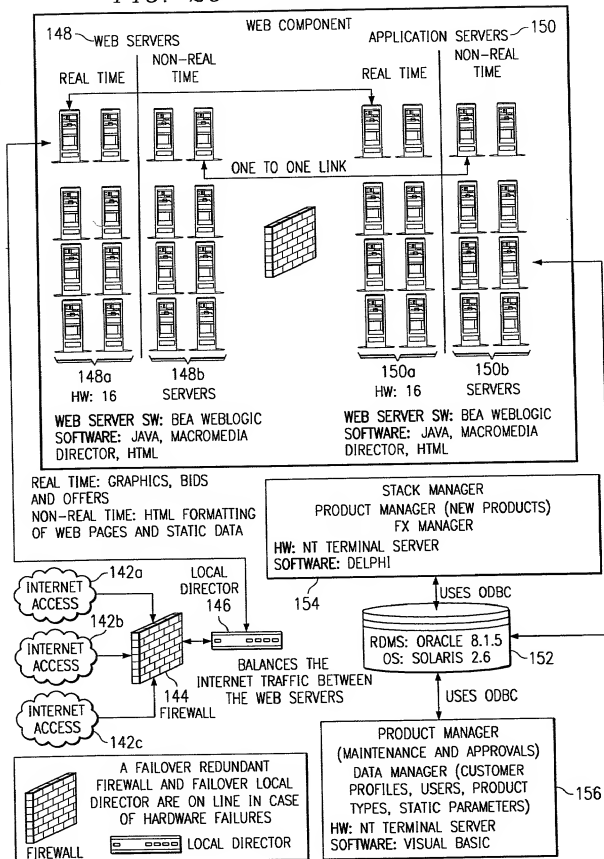 WEB COMPONENT
148 WEB SERVERS
APPLICATION SERVERS 150
REAL TIME
NON-REAL
TIME
REAL TIME
NON-REAL
TIME
ONE TO ONE LINK
148a
148b
HW: 16
SERVERS
WEB SERVER SW: BEA WEBLOGIC
SOFTWARE: JAVA, MACROMEDIA
DIRECTOR, HTML
150a
150b
HW: 16
SERVERS
WEB SERVER SW: BEA WEBLOGIC
SOFTWARE: JAVA, MACROMEDIA
DIRECTOR, HTML
REAL TIME: GRAPHICS, BIDS
AND OFFERS
NON-REAL TIME: HTML FORMATTING
OF WEB PAGES AND STATIC DATA
STACK MANAGER
PRODUCT MANAGER (NEW PRODUCTS)
FX MANAGER
HW: NT TERMINAL SERVER
SOFTWARE: DELPHI
154
USES ODBC
RDMS: ORACLE 8.1.5
OS: SOLARIS 2.6
152
USES ODBC
142a
INTERNET
ACCESS
142b
INTERNET
ACCESS
INTERNET
ACCESS
142c
144
FIREWALL
LOCAL
DIRECTOR
146
BALANCES THE
INTERNET TRAFFIC BETWEEN
THE WEB SERVERS
PRODUCT MANAGER
(MAINTENANCE AND APPROVALS)
DATA MANAGER (CUSTOMER
PROFILES, USERS, PRODUCT
TYPES, STATIC PARAMETERS)
HW: NT TERMINAL SERVER
SOFTWARE: VISUAL BASIC
156
A FAILOVER REDUNDANT
FIREWALL AND FAILOVER LOCAL
DIRECTOR ARE ON LINE IN CASE
OF HARDWARE FAILURES
FIREWALL
LOCAL DIRECTOR